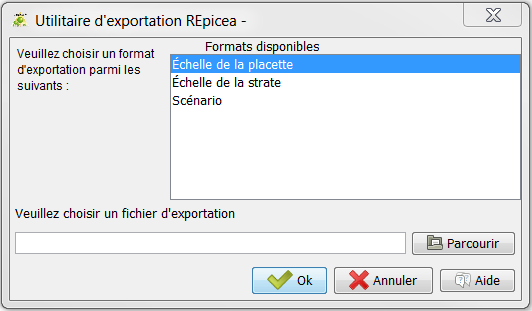 Utilitaire d'exportation REpicea -
Formats disponibles
Veuillez choisir un format
d'exportation parmi les
suivants :
Échelle de la placette
Échelle de la strate
Scénario
Veuillez choisir un fichier d'exportation
Parcourir
Ok
Annuler
Aide